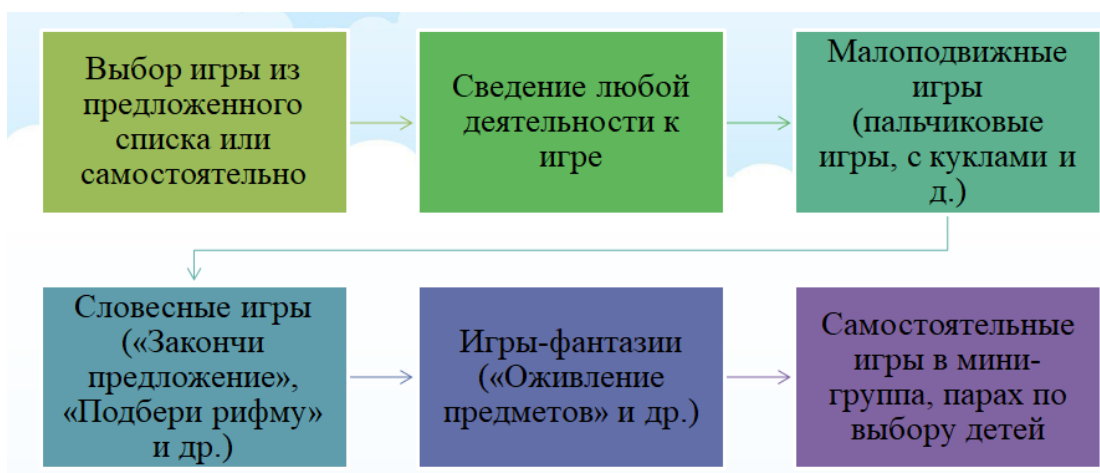 Выбор игры из
предложенного
списка или
самостоятельно
Сведение любой
деятельности к
игре
Малоподвижные
игры
(пальчиковые
игры, с куклами и
д.)
Словесные игры
(«Закончи
предложение»,
«Подбери рифму»
и др.)
Игры-фантазии
(«Оживление
предметов» и др.)
Самостоятельные
игры в мини-
группа, парах по
выбору детей